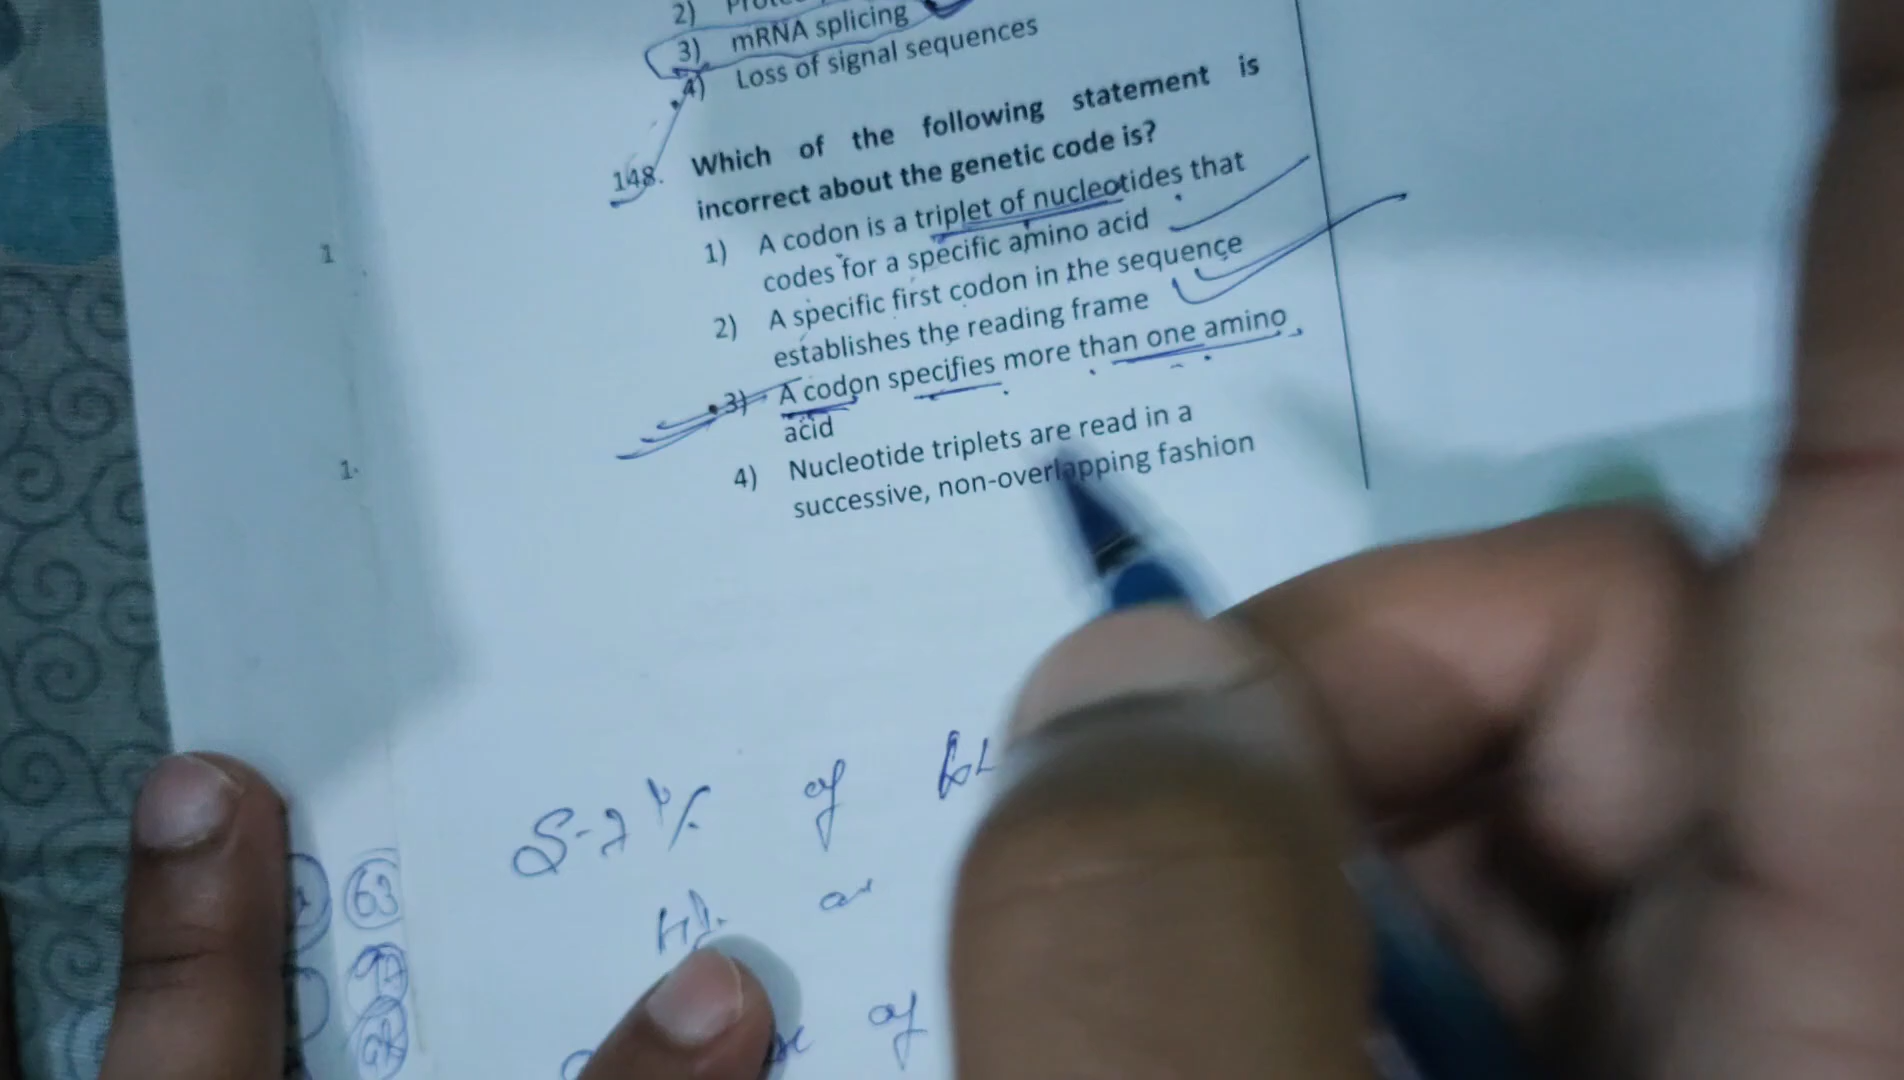 2)
3) mRNA splicing
4) Loss of signal sequences
148. Which of the following statement is
incorrect about the genetic code is?
1) A codon is a triplet of nucleotides that
codes for a specific amino acid
2) A specific first codon in the sequence
establishes the reading frame
3) A codon specifies more than one amino
acid
4) Nucleotide triplets are read in a
successive, non-overlapping fashion
1
1.
of
63
of